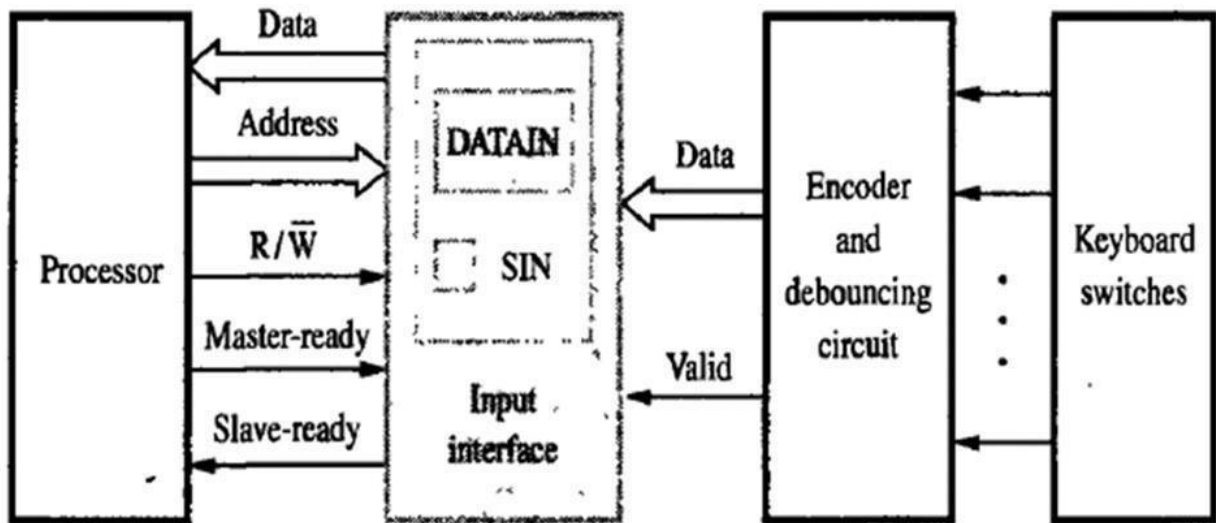 Data
Address
R/W̅
Master-ready
Slave-ready
Processor
DATAIN
SIN
Input
interface
Data
Valid
Encoder
and
debouncing
circuit
Keyboard
switches